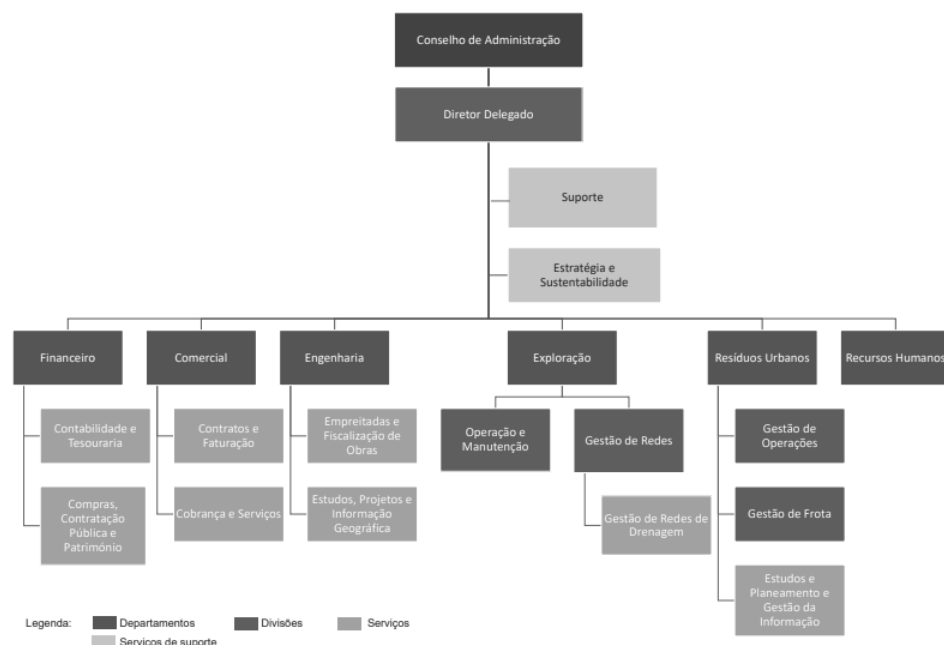 Conselho de Administração
Diretor Delegado
Suporte
Estratégia e
Sustentabilidade
Financeiro
Comercial
Engenharia
Exploração
Resíduos Urbanos
Recursos Humanos
Contabilidade e
Tesouraria
Contratos e
Faturação
Empreitadas e
Fiscalização de
Obras
Operação e
Manutenção
Gestão de Redes
Gestão de
Operações
Compras,
Contratação
Pública e
Património
Cobrança e Serviços
Estudos, Projetos e
Informação
Geográfica
Gestão de Redes de
Drenagem
Gestão de Frota
Estudos e
Planeamento e
Gestão da
Informação
Legenda:
Departamentos
Divisões
Serviços
Serviços de suporte